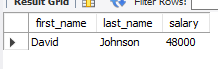 Result Grid Filter Rows:
first_name last_name salary
David Johnson 48000